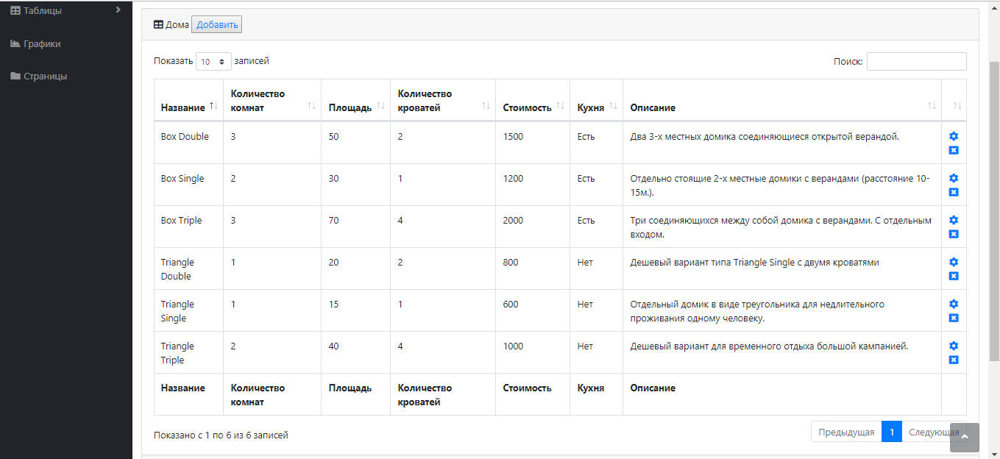 Таблицы
Графики
Страницы
Дома Добавить
Показать 10 записей
Поиск:
Название Количество комнат Площадь Количество кроватей Стоимость Кухня Описание
Box Double 3 50 2 1500 Есть Два 3-х местных домика соединяющиеся открытой верандой.
Box Single 2 30 1 1200 Есть Отдельно стоящие 2-х местные домики с верандами (расстояние 10-
15м.).
Box Triple 3 70 4 2000 Есть Три соединяющихся между собой домика с верандами. С отдельным
входом.
Triangle Double 1 20 2 800 Нет Дешевый вариант типа Triangle Single с двумя кроватями
Triangle Single 1 15 1 600 Нет Отдельный домик в виде треугольника для недлительного
проживания одному человеку.
Triangle Triple 2 40 4 1000 Нет Дешевый вариант для временного отдыха большой кампанией.
Название Количество комнат Площадь Количество кроватей Стоимость Кухня Описание
Показано с 1 по 6 из 6 записей
Предыдущая 1 Следующая